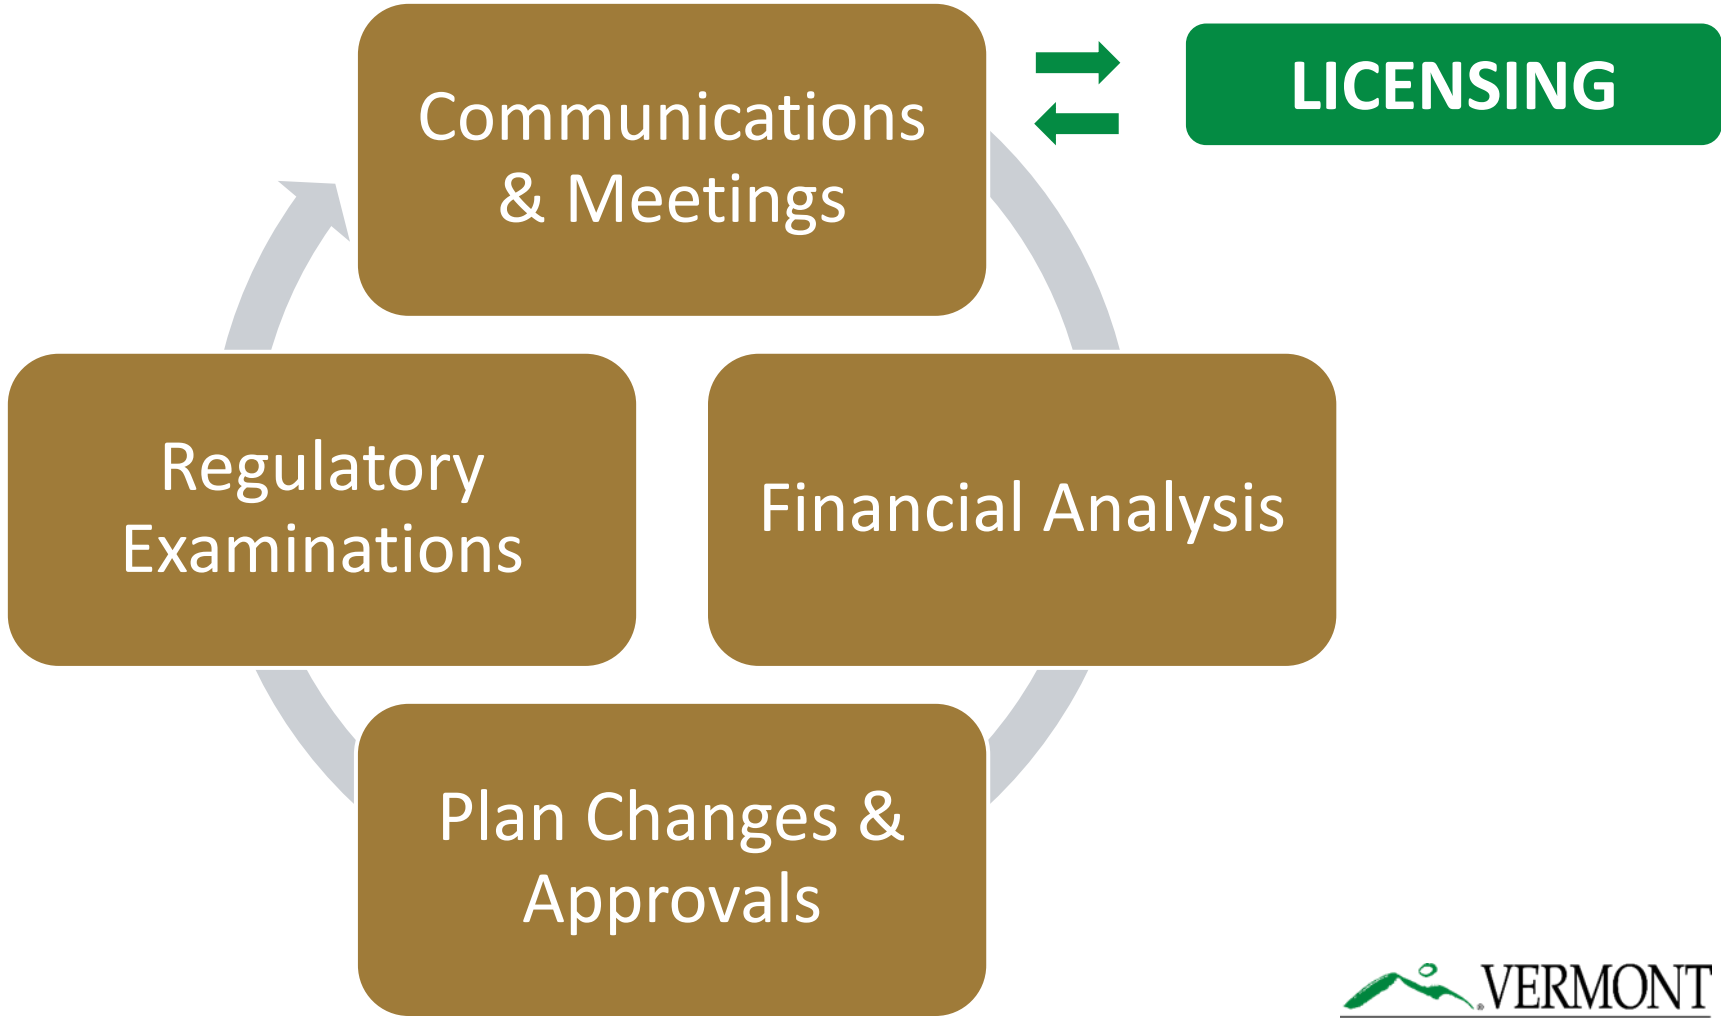 Communications
& Meetings
LICENSING
Regulatory
Examinations
Financial Analysis
Plan Changes &
Approvals
VERMONT